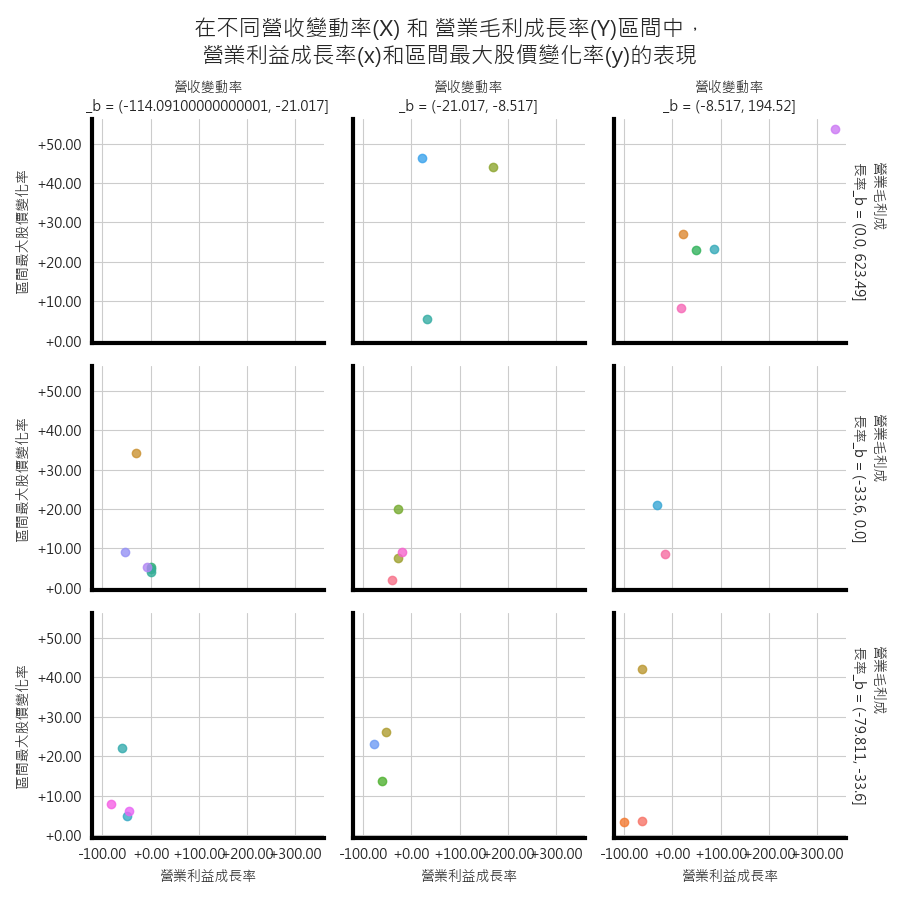 在不同營收變動率(X) 和 營業毛利成長率(Y)區間中，
營業利益成長率(x)和區間最大股價變化率(y)的表現
營收變動率
_b = (-114.09100000000001, -21.017]
營收變動率
_b = (-21.017, -8.517]
營收變動率
_b = (-8.517, 194.52]
區間最大股價變化率
+50.00
+40.00
+30.00
+20.00
+10.00
+0.00
營業毛利成
長率_b = (0.0, 623.49]
區間最大股價變化率
+50.00
+40.00
+30.00
+20.00
+10.00
+0.00
營業毛利成
長率_b = (-33.6, 0.0]
區間最大股價變化率
+50.00
+40.00
+30.00
+20.00
+10.00
+0.00
營業毛利成
長率_b = (-79.811, -33.6]
-100.00 +0.00 +100.00 +200.00 +300.00
-100.00 +0.00 +100.00 +200.00 +300.00
-100.00 +0.00 +100.00 +200.00 +300.00
營業利益成長率
營業利益成長率
營業利益成長率